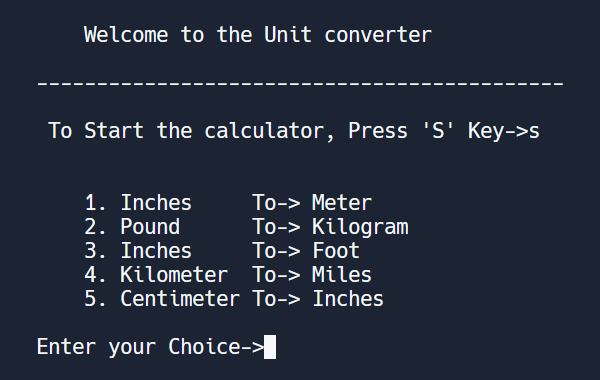 Welcome to the Unit converter
--------------------------------------------
To Start the calculator, Press 'S' Key->s
1. Inches     To-> Meter
2. Pound      To-> Kilogram
3. Inches     To-> Foot
4. Kilometer  To-> Miles
5. Centimeter To-> Inches
Enter your Choice->